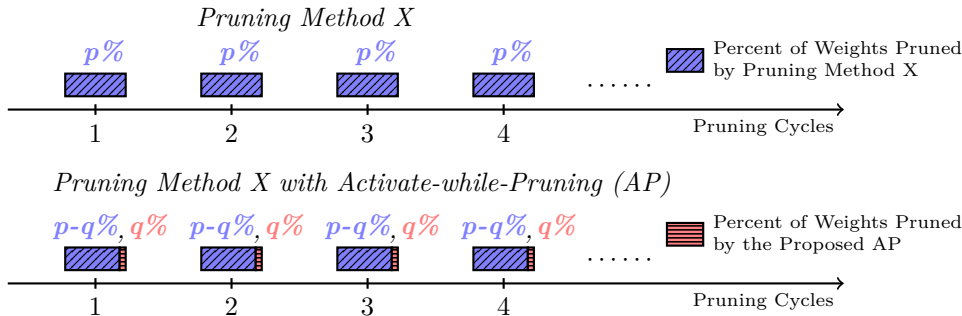 Pruning Method X
p% p% p% p%
Percent of Weights Pruned
by Pruning Method X
......
1 2 3 4
Pruning Cycles
Pruning Method X with Activate-while-Pruning (AP)
p-q%, q% p-q%, q% p-q%, q% p-q%, q%
Percent of Weights Pruned
by the Proposed AP
......
1 2 3 4
Pruning Cycles